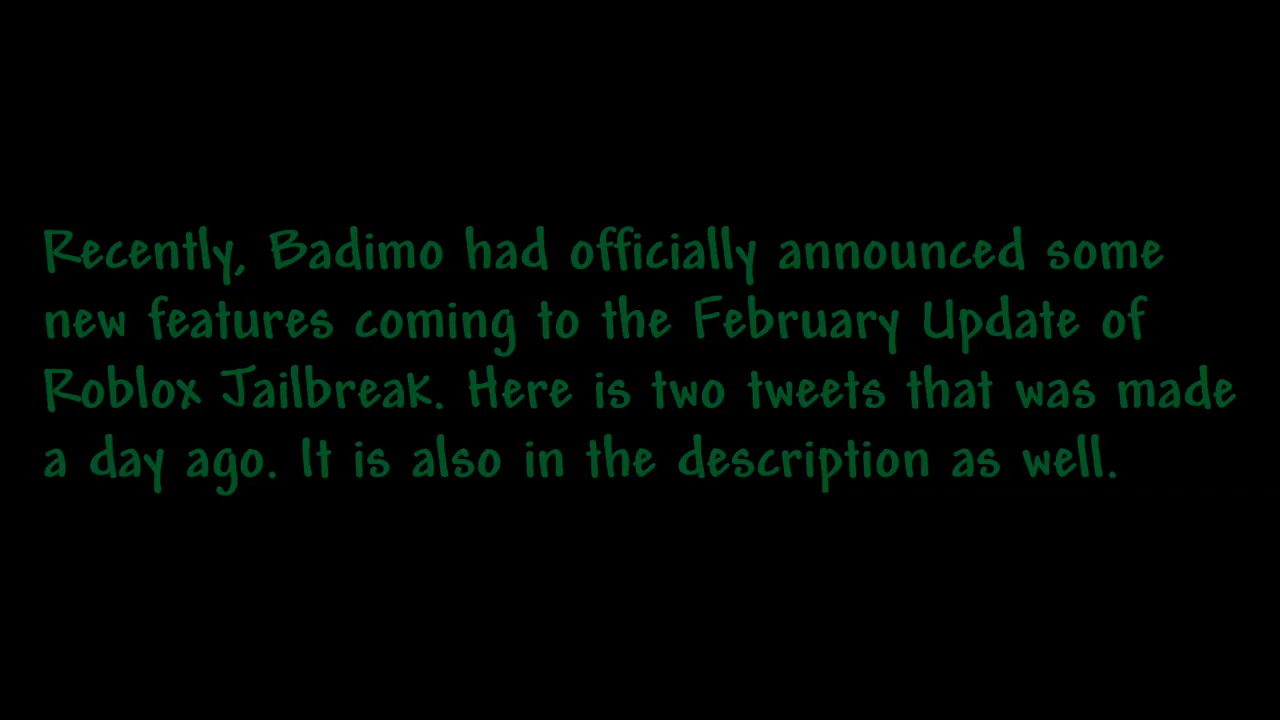 Recently, Badimo had officially announced some
new features coming to the February Update of
Roblox Jailbreak. Here is two tweets that was made
a day ago. It is also in the description as well.